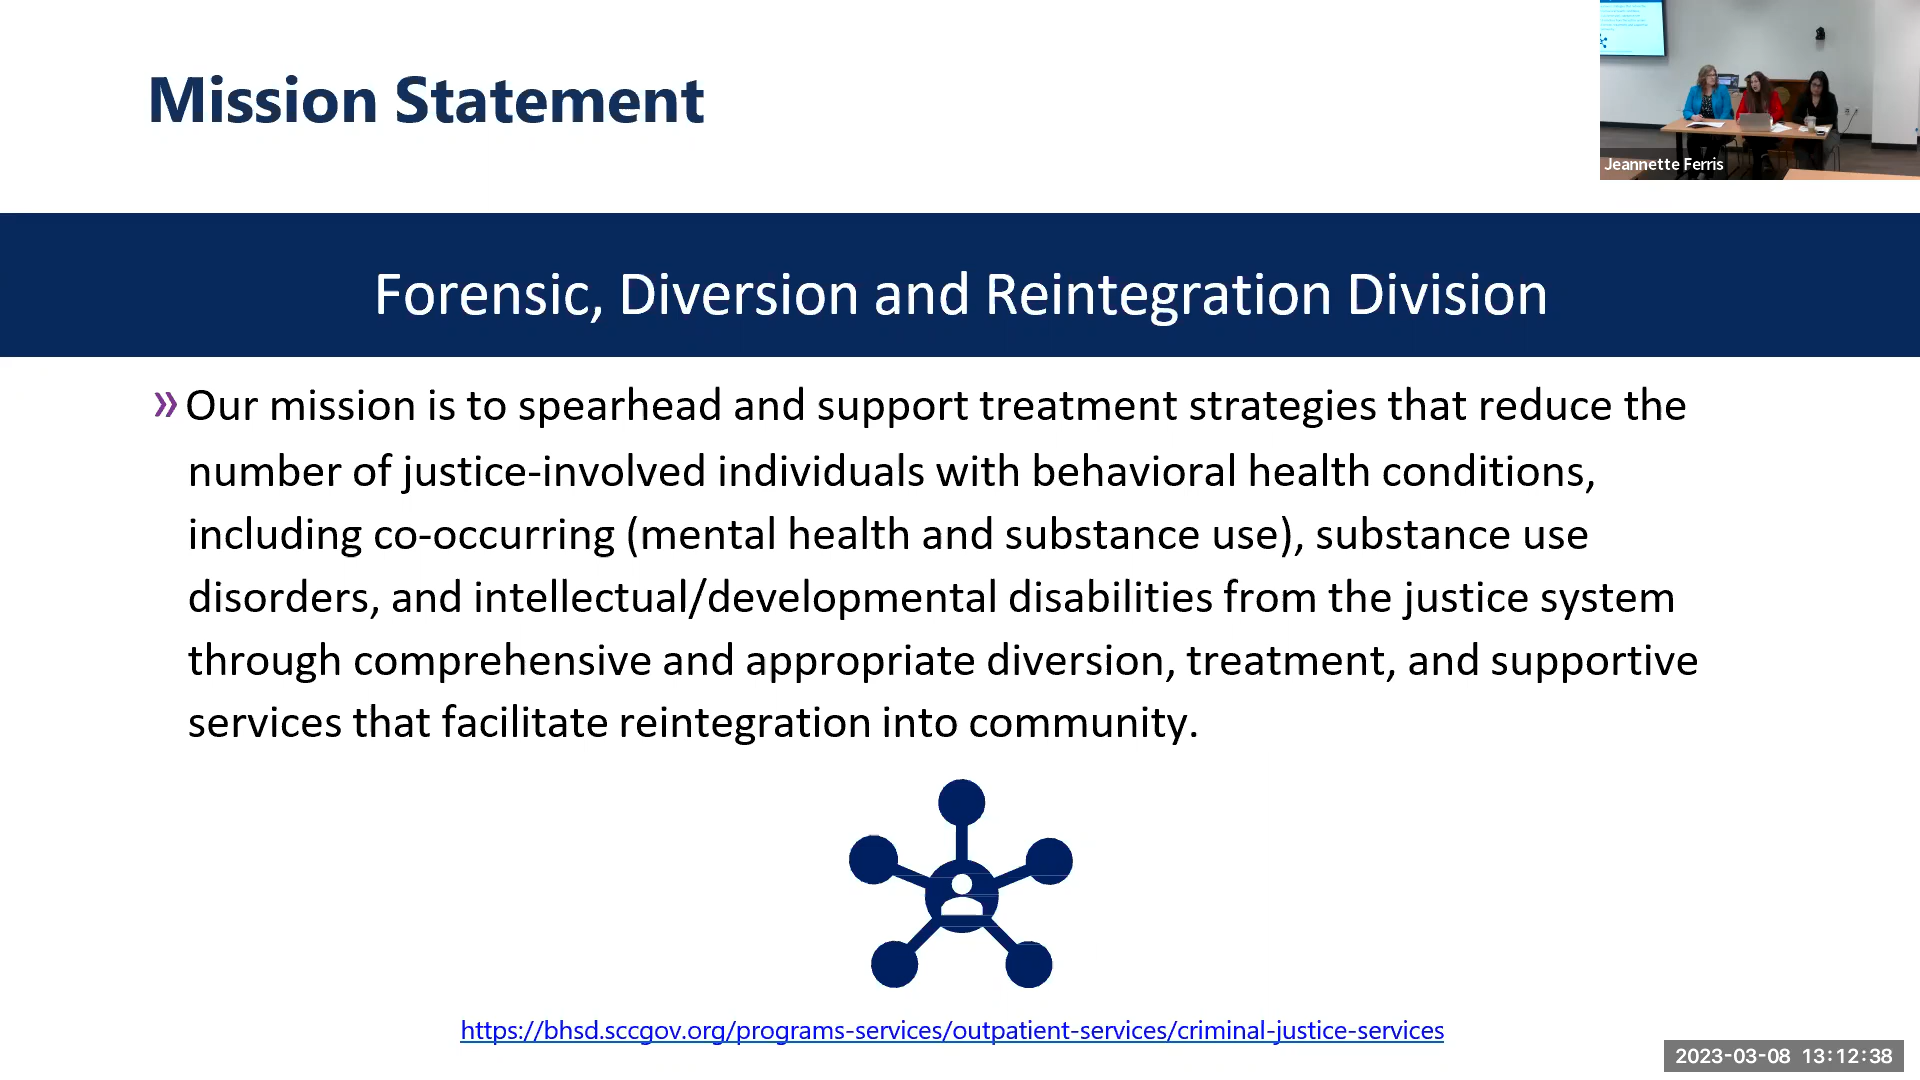 Mission Statement
Jeannette Ferris
Forensic, Diversion and Reintegration Division
» Our mission is to spearhead and support treatment strategies that reduce the
number of justice-involved individuals with behavioral health conditions,
including co-occurring (mental health and substance use), substance use
disorders, and intellectual/developmental disabilities from the justice system
through comprehensive and appropriate diversion, treatment, and supportive
services that facilitate reintegration into community.
https://bhsd.sccgov.org/programs-services/outpatient-services/criminal-justice-services
2023-03-08 13:12:38